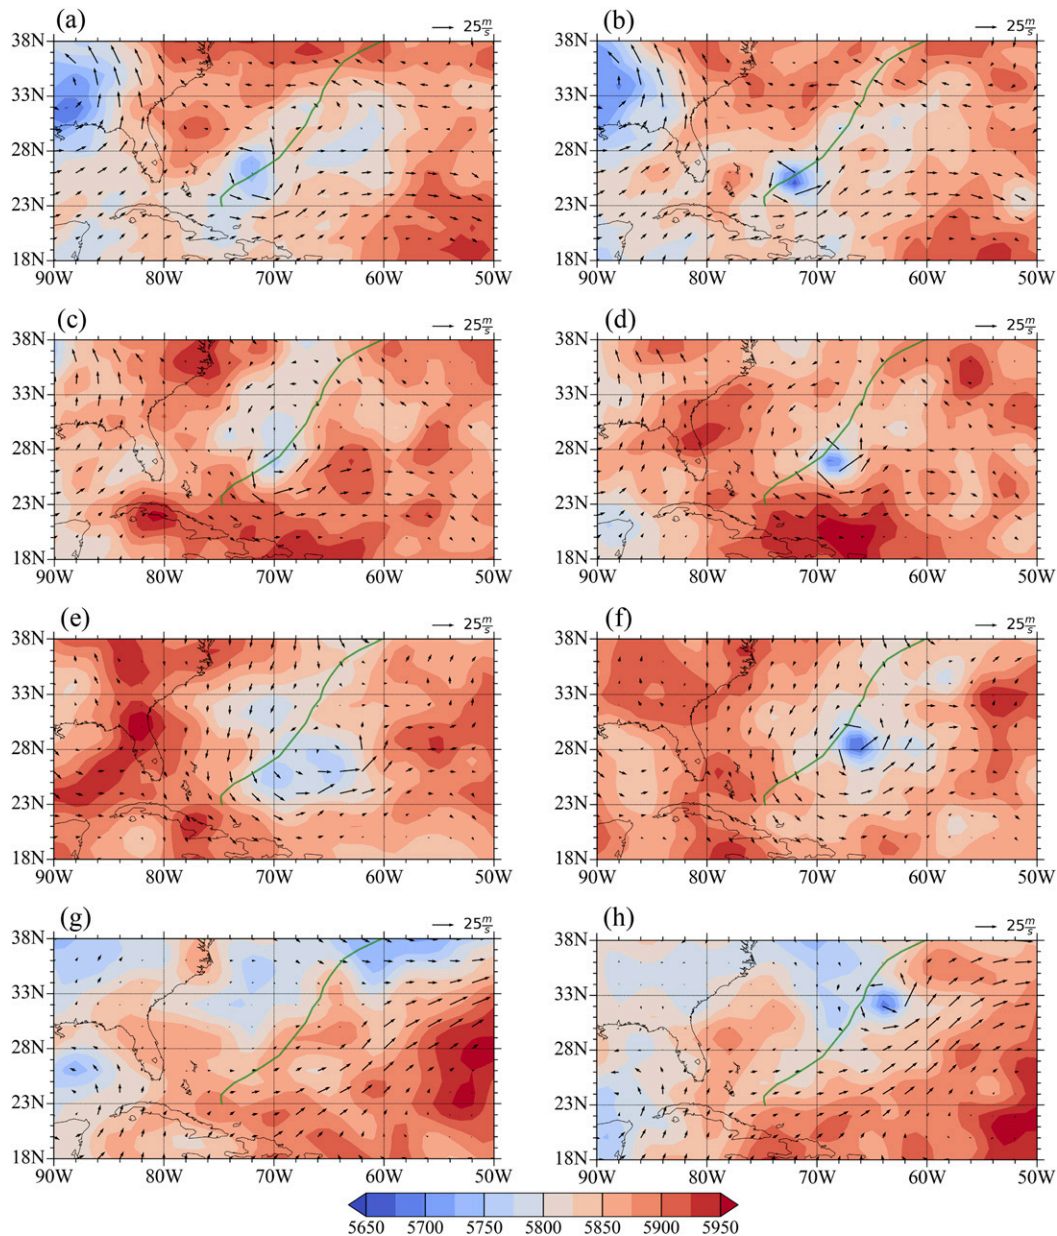 (a) 25 m/s (b) 25 m/s
38N 38N
33N 33N
28N 28N
23N 23N
18N 18N
90W 80W 70W 60W 50W 90W 80W 70W 60W 50W
(c) 25 m/s (d) 25 m/s
38N 38N
33N 33N
28N 28N
23N 23N
18N 18N
90W 80W 70W 60W 50W 90W 80W 70W 60W 50W
(e) 25 m/s (f) 25 m/s
38N 38N
33N 33N
28N 28N
23N 23N
18N 18N
90W 80W 70W 60W 50W 90W 80W 70W 60W 50W
(g) 25 m/s (h) 25 m/s
38N 38N
33N 33N
28N 28N
23N 23N
18N 18N
90W 80W 70W 60W 50W 90W 80W 70W 60W 50W
5650 5700 5750 5800 5850 5900 5950